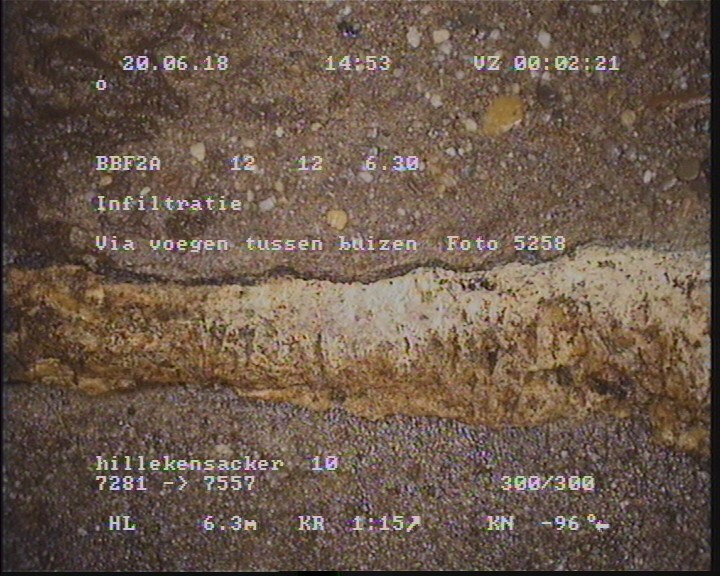 20.06.18 14:53 VZ 00:02:21
o
BBF2A 12 12 6.30
Infiltratie
Via voegen tussen buizen Foto 5258
hillekensacker 10
7281 -> 7557 300/300
HL 6.3m KR 1:15↗ KN -96°←